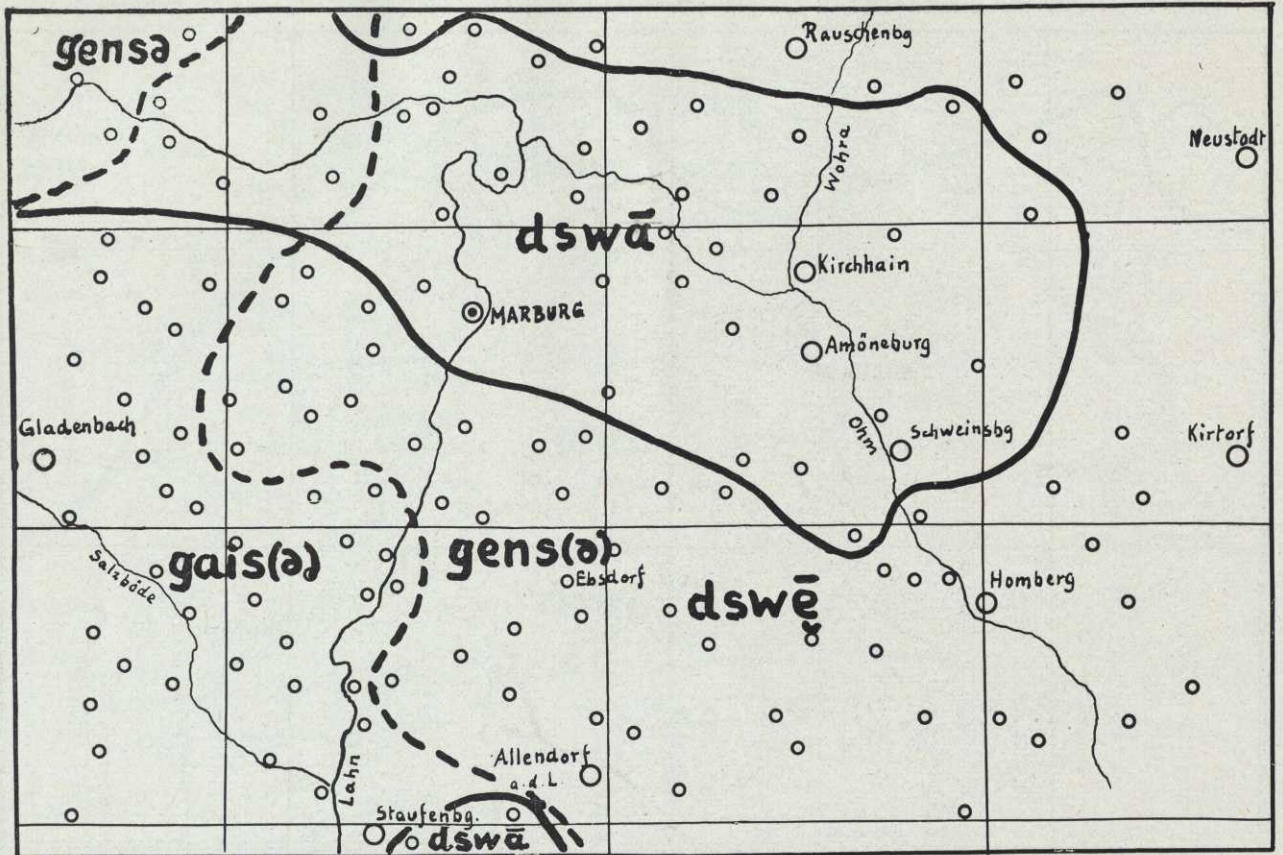 gensə
Rauschenbg
Wohra
Neustadt
dswā
Kirchhain
MARBURG
Amöneburg
Gladenbach
Ohm
Schweinsbg
Kirtorf
gais(ə)
gens(ə)
Salzböde
Ebsdorf
dswę̄
Homberg
Lahn
Allendorf
a.d.L.
Staufenbg.
dswā